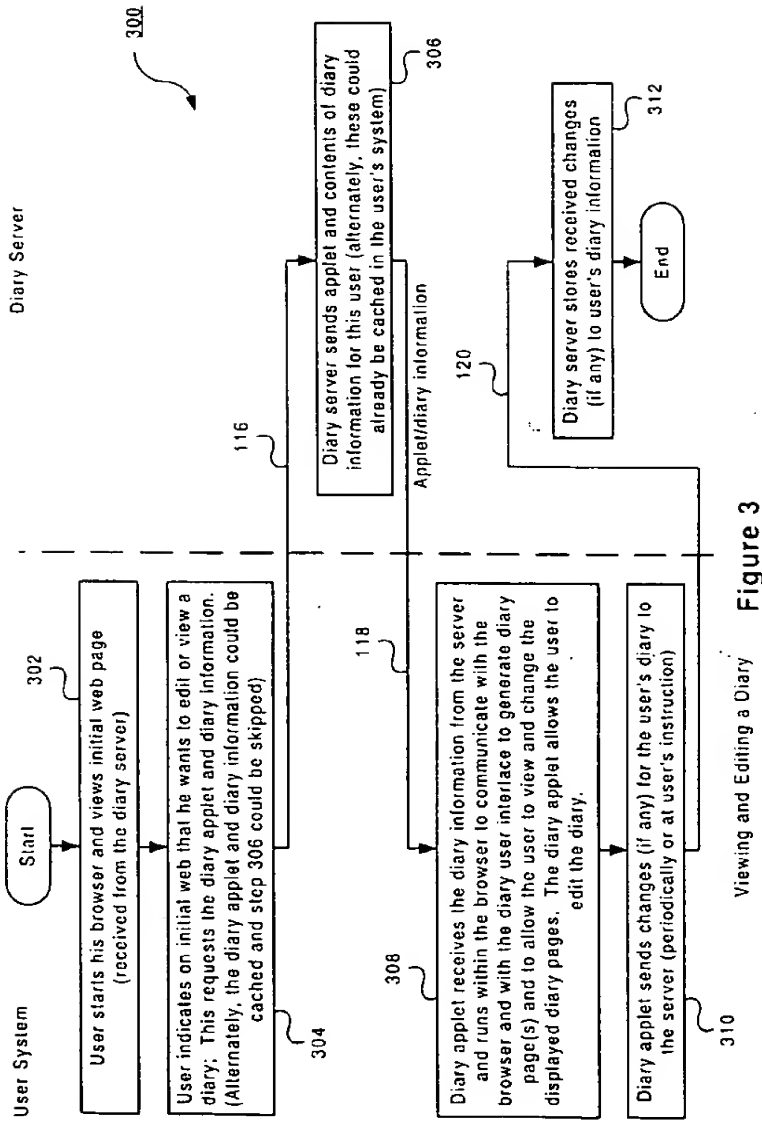 User System
Diary Server
300
Start
302
User starts his browser and views initial web page
(received from the diary server)
User indicates on initial web that he wants to edit or view a
diary; This requests the diary applet and diary information.
(Alternately, the diary applet and diary information could be
cached and step 306 could be skipped)
304
116
Diary server sends applet and contents of diary
information for this user (alternately, these could
already be cached in the user's system)
306
Applet/diary information
118
308
Diary applet receives the diary information from the server
and runs within the browser to communicate with the
browser and with the diary user interface to generate diary
page(s) and to allow the user to view and change the
displayed diary pages. The diary applet allows the user to
edit the diary.
Diary applet sends changes (if any) for the user's diary to
the server (periodically or at user's instruction)
310
120
Diary server stores received changes
(if any) to user's diary information
312
End
Viewing and Editing a Diary
Figure 3